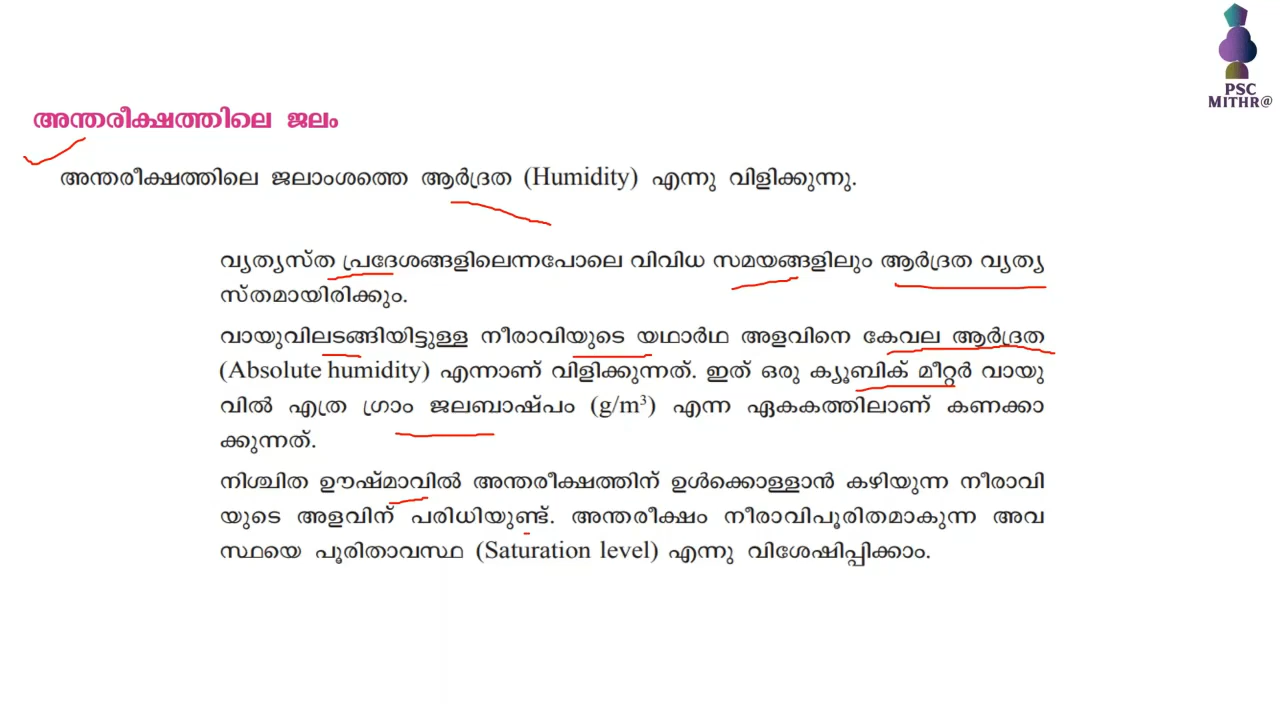 PSC
MITHR@
അന്തരീക്ഷത്തിലെ ജലം
അന്തരീക്ഷത്തിലെ ജലാംശത്തെ ആർദ്രത (Humidity) എന്നു വിളിക്കുന്നു.
വ്യത്യസ്ത പ്രദേശങ്ങളിലെന്നപോലെ വിവിധ സമയങ്ങളിലും ആർദ്രത വ്യത്യ
സ്തമായിരിക്കും.
വായുവിലടങ്ങിയിട്ടുള്ള നീരാവിയുടെ യഥാർഥ അളവിനെ കേവല ആർദ്രത
(Absolute humidity) എന്നാണ് വിളിക്കുന്നത്. ഇത് ഒരു ക്യൂബിക് മീറ്റർ വായു
വിൽ എത്ര ഗ്രാം ജലബാഷ്പം (g/m³) എന്ന ഏകകത്തിലാണ് കണക്കാ
ക്കുന്നത്.
നിശ്ചിത ഊഷ്മാവിൽ അന്തരീക്ഷത്തിന് ഉൾക്കൊള്ളാൻ കഴിയുന്ന നീരാവി
യുടെ അളവിന് പരിധിയുണ്ട്. അന്തരീക്ഷം നീരാവിപൂരിതമാകുന്ന അവ
സ്ഥയെ പൂരിതാവസ്ഥ (Saturation level) എന്നു വിശേഷിപ്പിക്കാം.